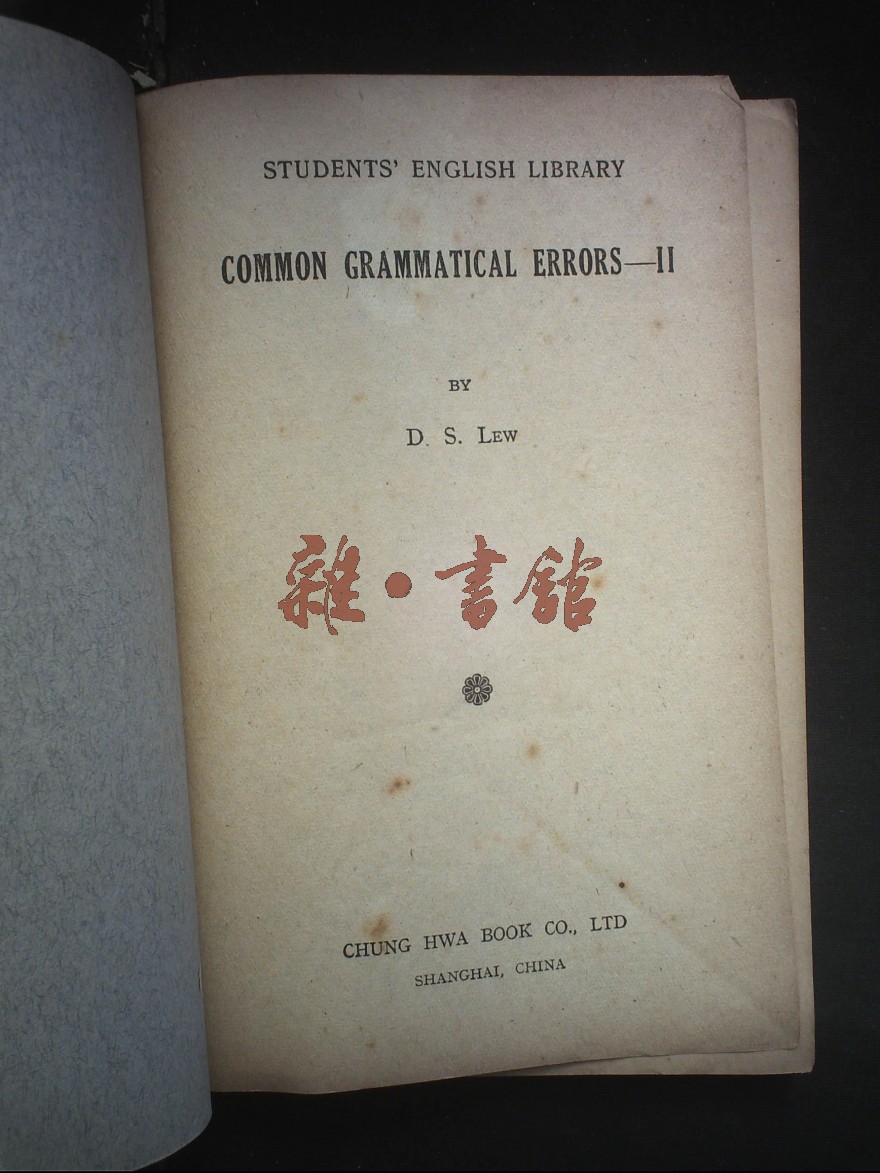 STUDENTS' ENGLISH LIBRARY
COMMON GRAMMATICAL ERRORS—II
BY
D. S. LEW
雜·書館
CHUNG HWA BOOK CO., LTD
SHANGHAI, CHINA